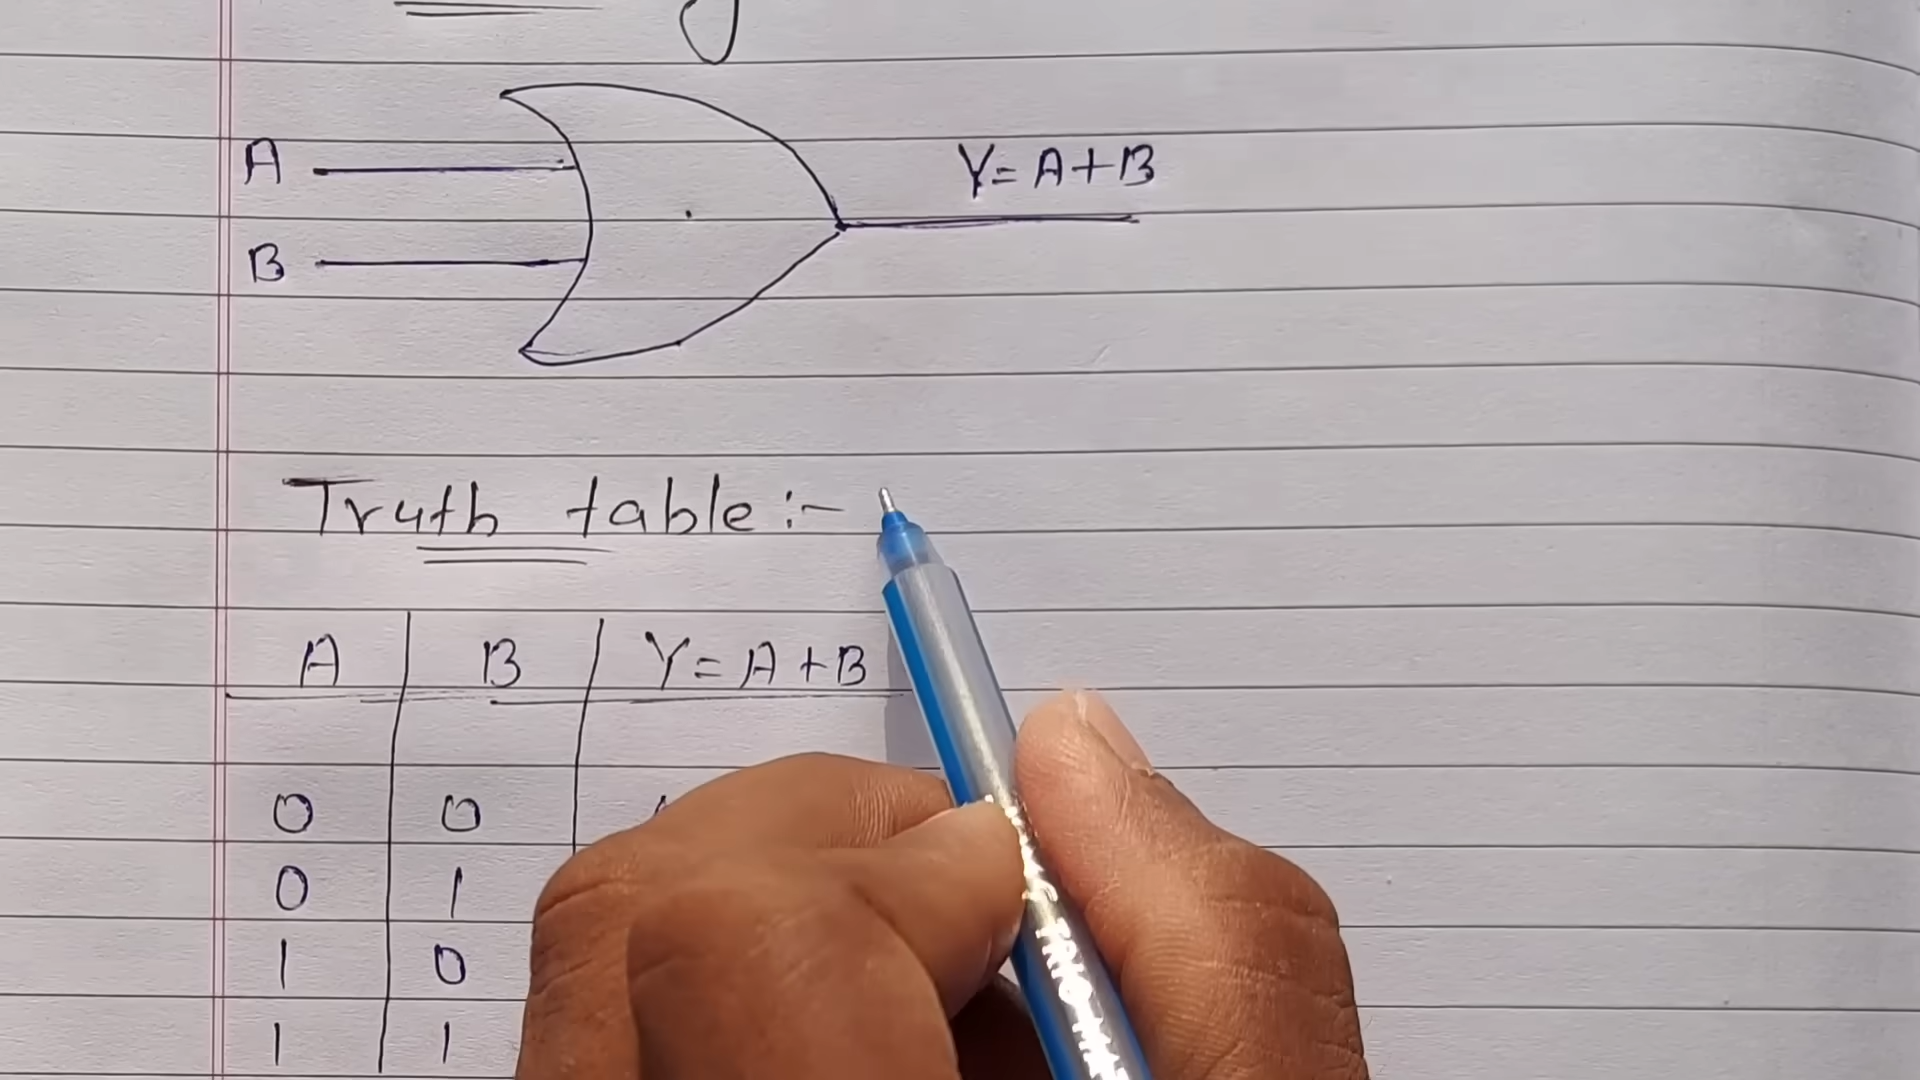 A
Y=A+B
B
Truth table:-
A B Y=A+B
0 0
0 1
1 0
1 1